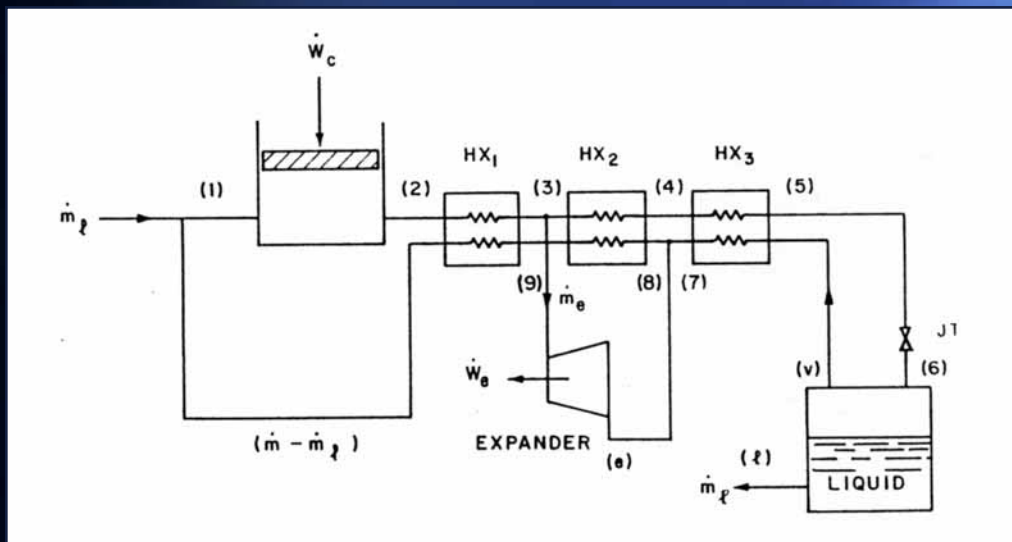 Ẇc
HX₁ HX₂ HX₃
(1) (2) (3) (4) (5)
ṁℓ
(9) (8) (7)
ṁe
JT
Ẇe
(v) (6)
(ṁ − ṁℓ)
EXPANDER
(e)
(ℓ)
LIQUID
ṁℓ